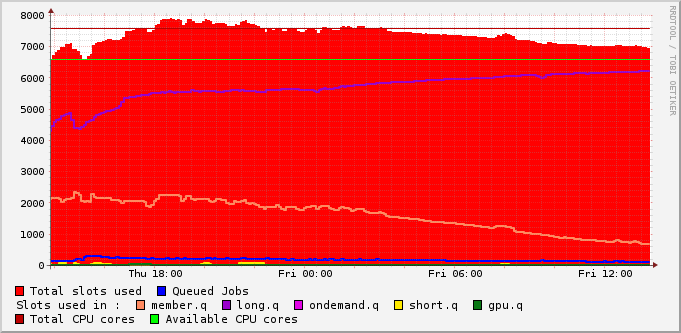 RRDTOOL / TOBI OETIKER
8000
7000
6000
5000
4000
3000
2000
1000
0
Thu 18:00 Fri 00:00 Fri 06:00 Fri 12:00
Total slots used Queued Jobs
Slots used in : member.q long.q ondemand.q short.q gpu.q
Total CPU cores Available CPU cores